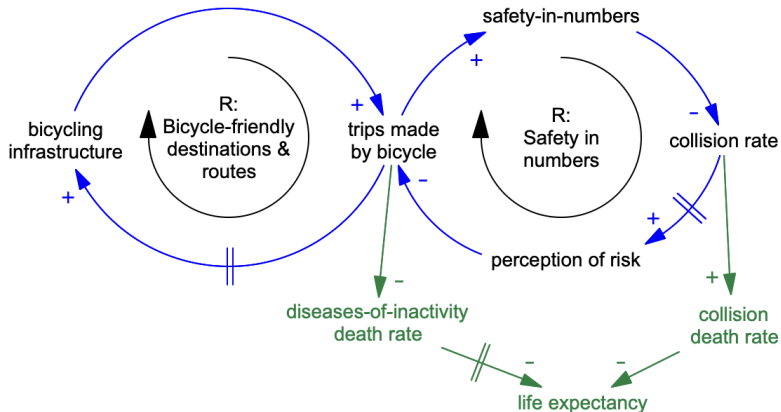 safety-in-numbers
+
+
R:
Bicycle-friendly
destinations &
routes
R:
Safety in
numbers
–
bicycling
infrastructure
trips made
by bicycle
collision rate
+
–
+
perception of risk
–
+
diseases-of-inactivity
death rate
collision
death rate
–
–
life expectancy